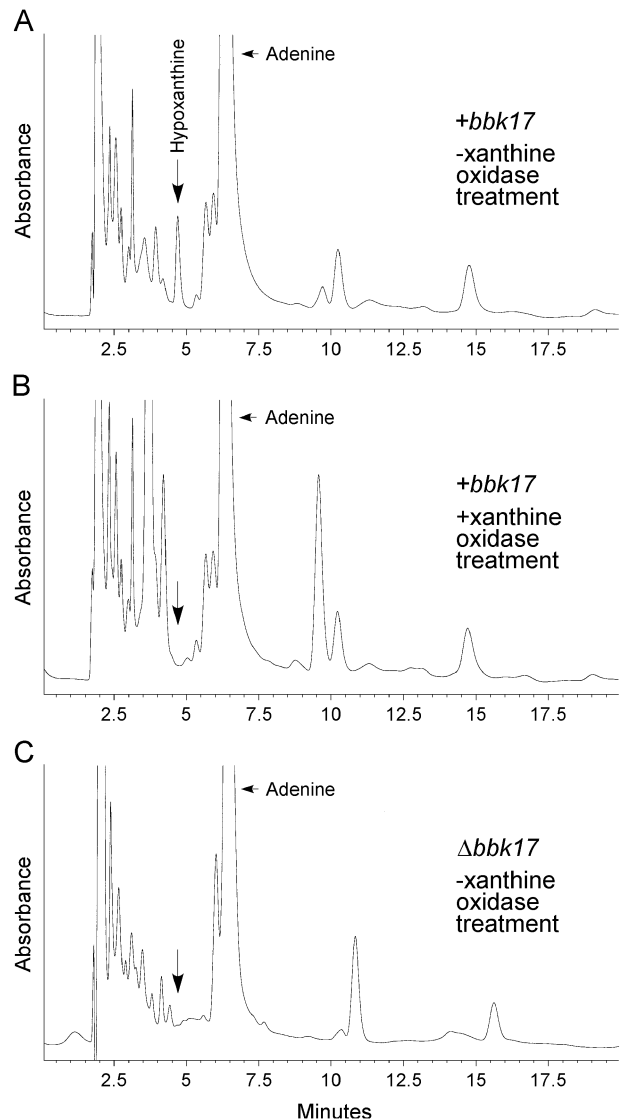 A
Absorbance
Hypoxanthine
Adenine
+bbk17
-xanthine
oxidase
treatment
2.5 5 7.5 10 12.5 15 17.5
B
Absorbance
Adenine
+bbk17
+xanthine
oxidase
treatment
2.5 5 7.5 10 12.5 15 17.5
C
Absorbance
Adenine
Δbbk17
-xanthine
oxidase
treatment
2.5 5 7.5 10 12.5 15 17.5
Minutes